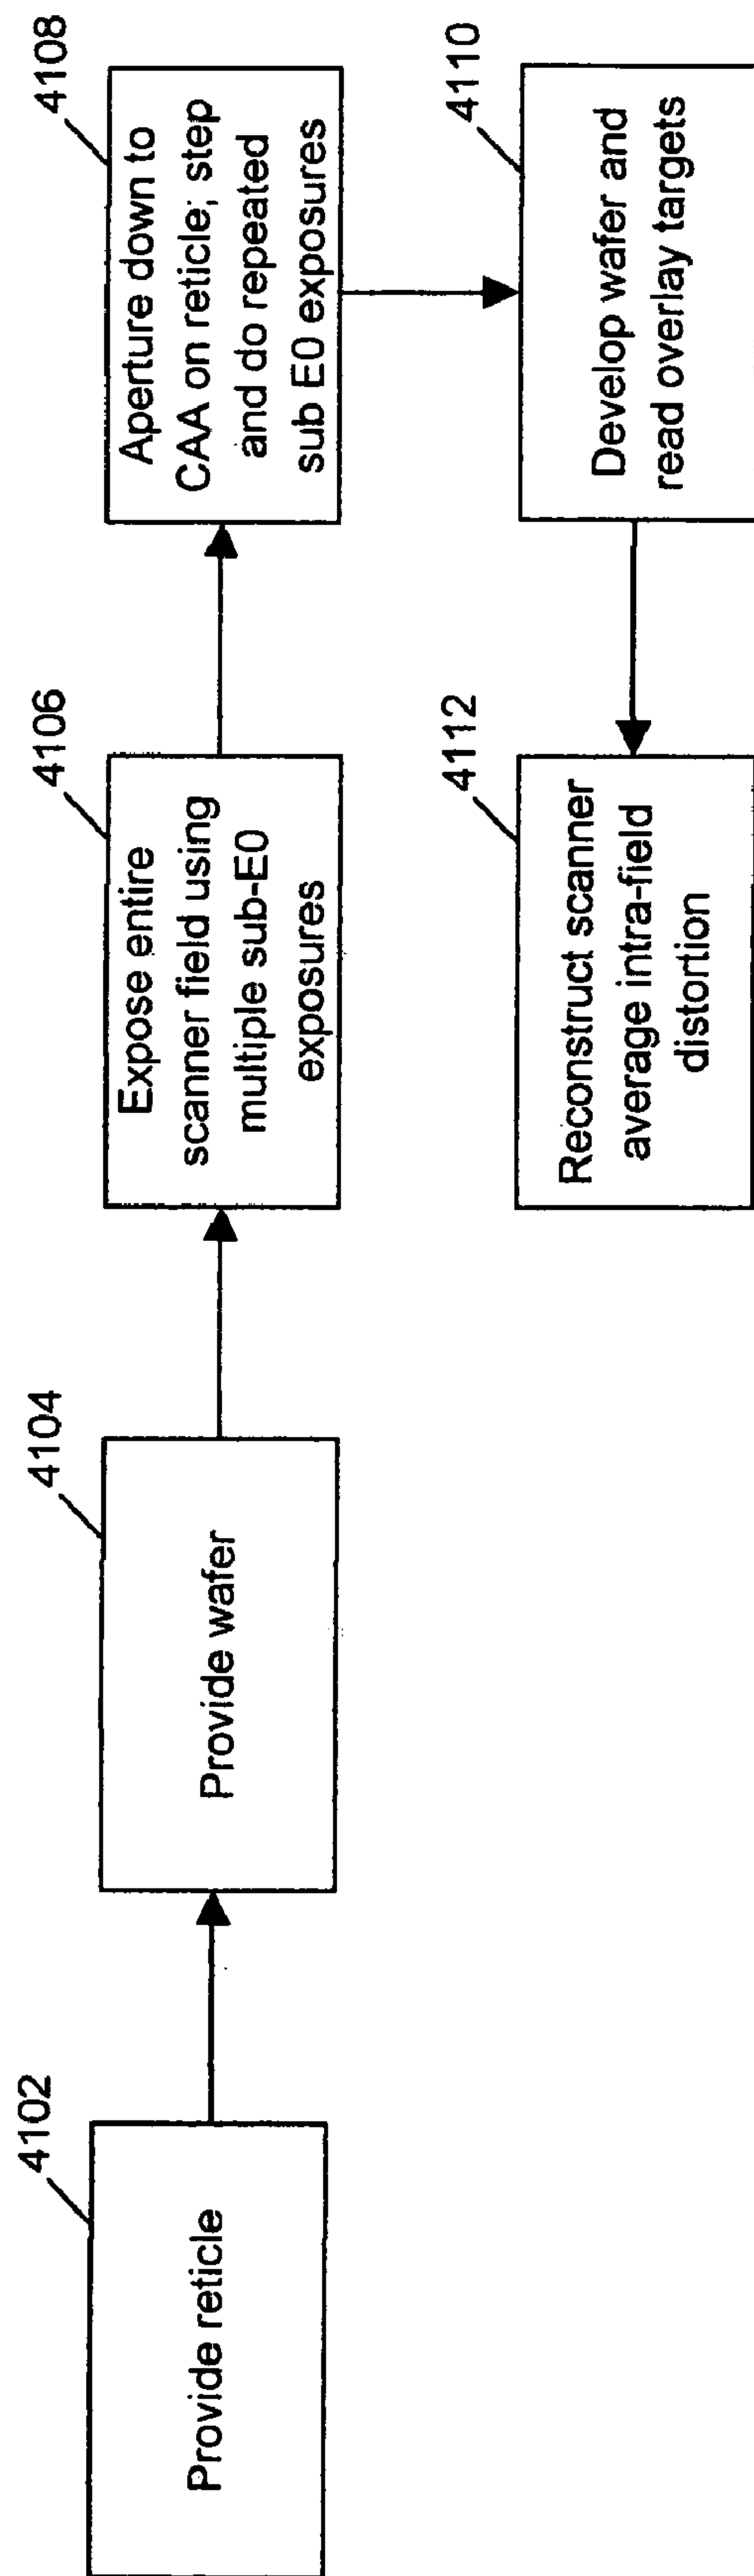 4102
Provide reticle
4104
Provide wafer
4106
Expose entire
scanner field using
multiple sub-E0
exposures
4108
Aperture down to
CAA on reticle; step
and do repeated
sub E0 exposures
4110
Develop wafer and
read overlay targets
4112
Reconstruct scanner
average intra-field
distortion